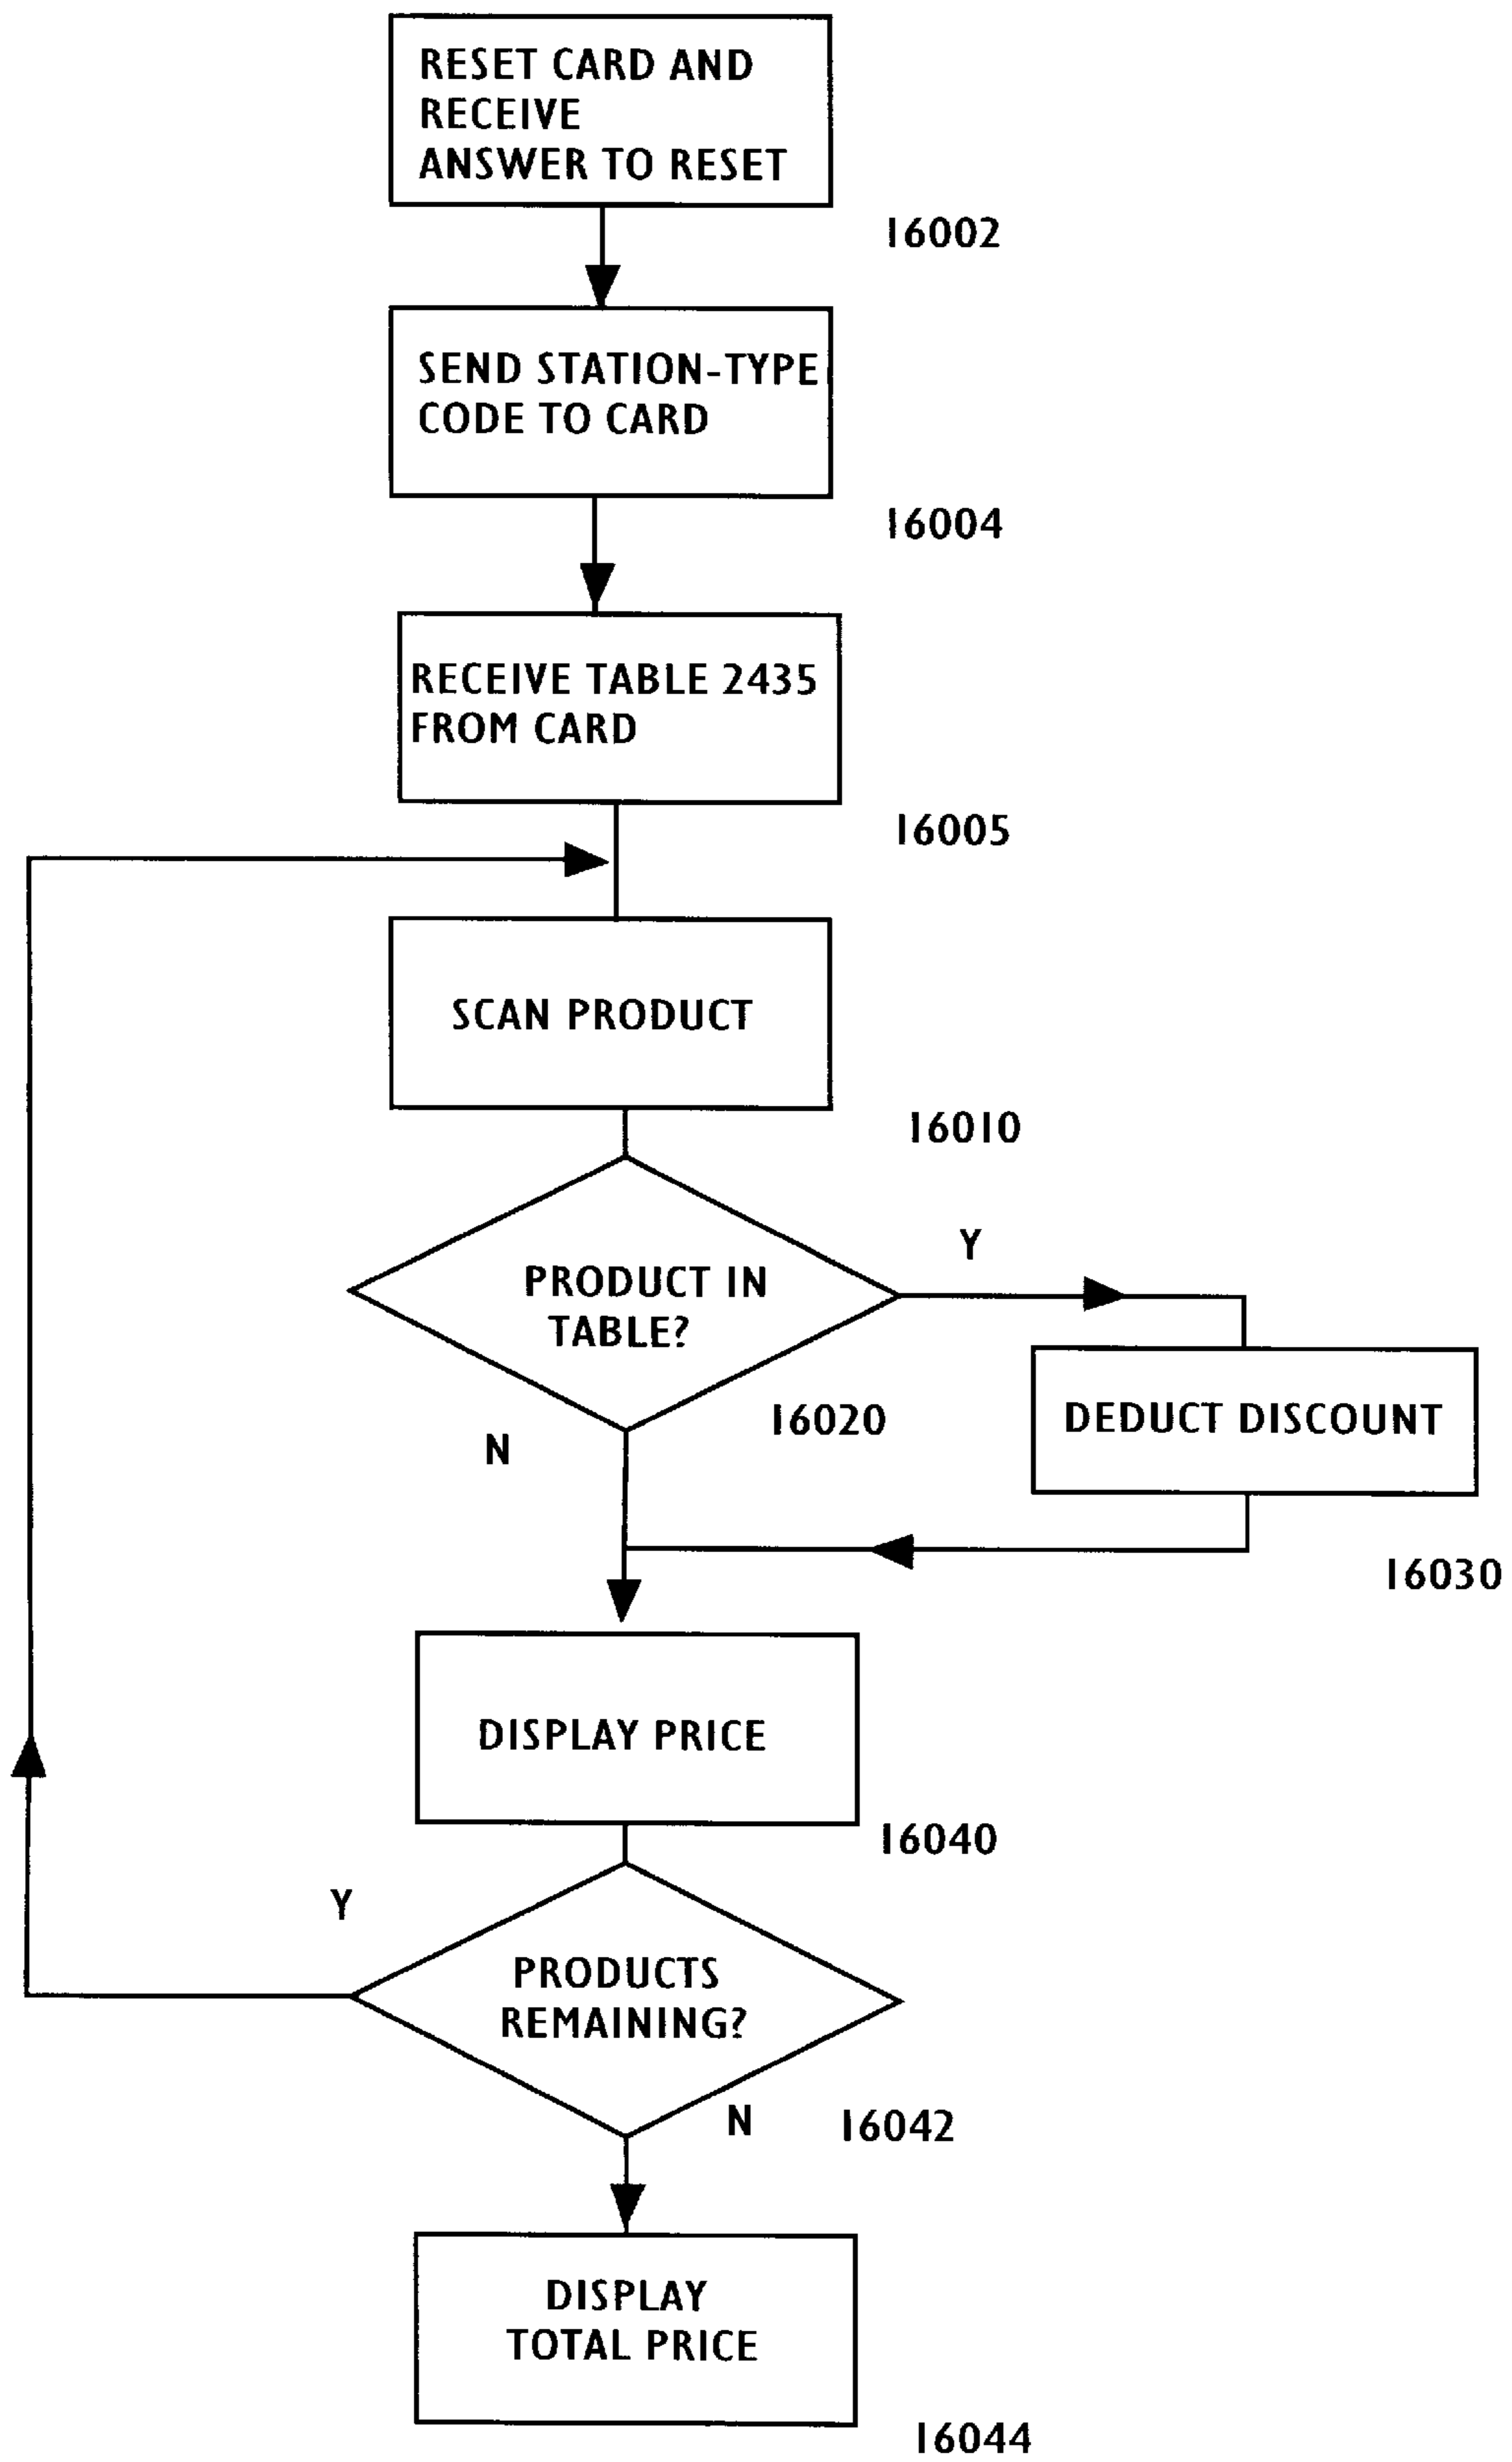 RESET CARD AND
RECEIVE
ANSWER TO RESET
16002
SEND STATION-TYPE
CODE TO CARD
16004
RECEIVE TABLE 2435
FROM CARD
16005
SCAN PRODUCT
16010
PRODUCT IN
TABLE?
Y
16020
N
DEDUCT DISCOUNT
16030
DISPLAY PRICE
16040
Y
PRODUCTS
REMAINING?
N
16042
DISPLAY
TOTAL PRICE
16044